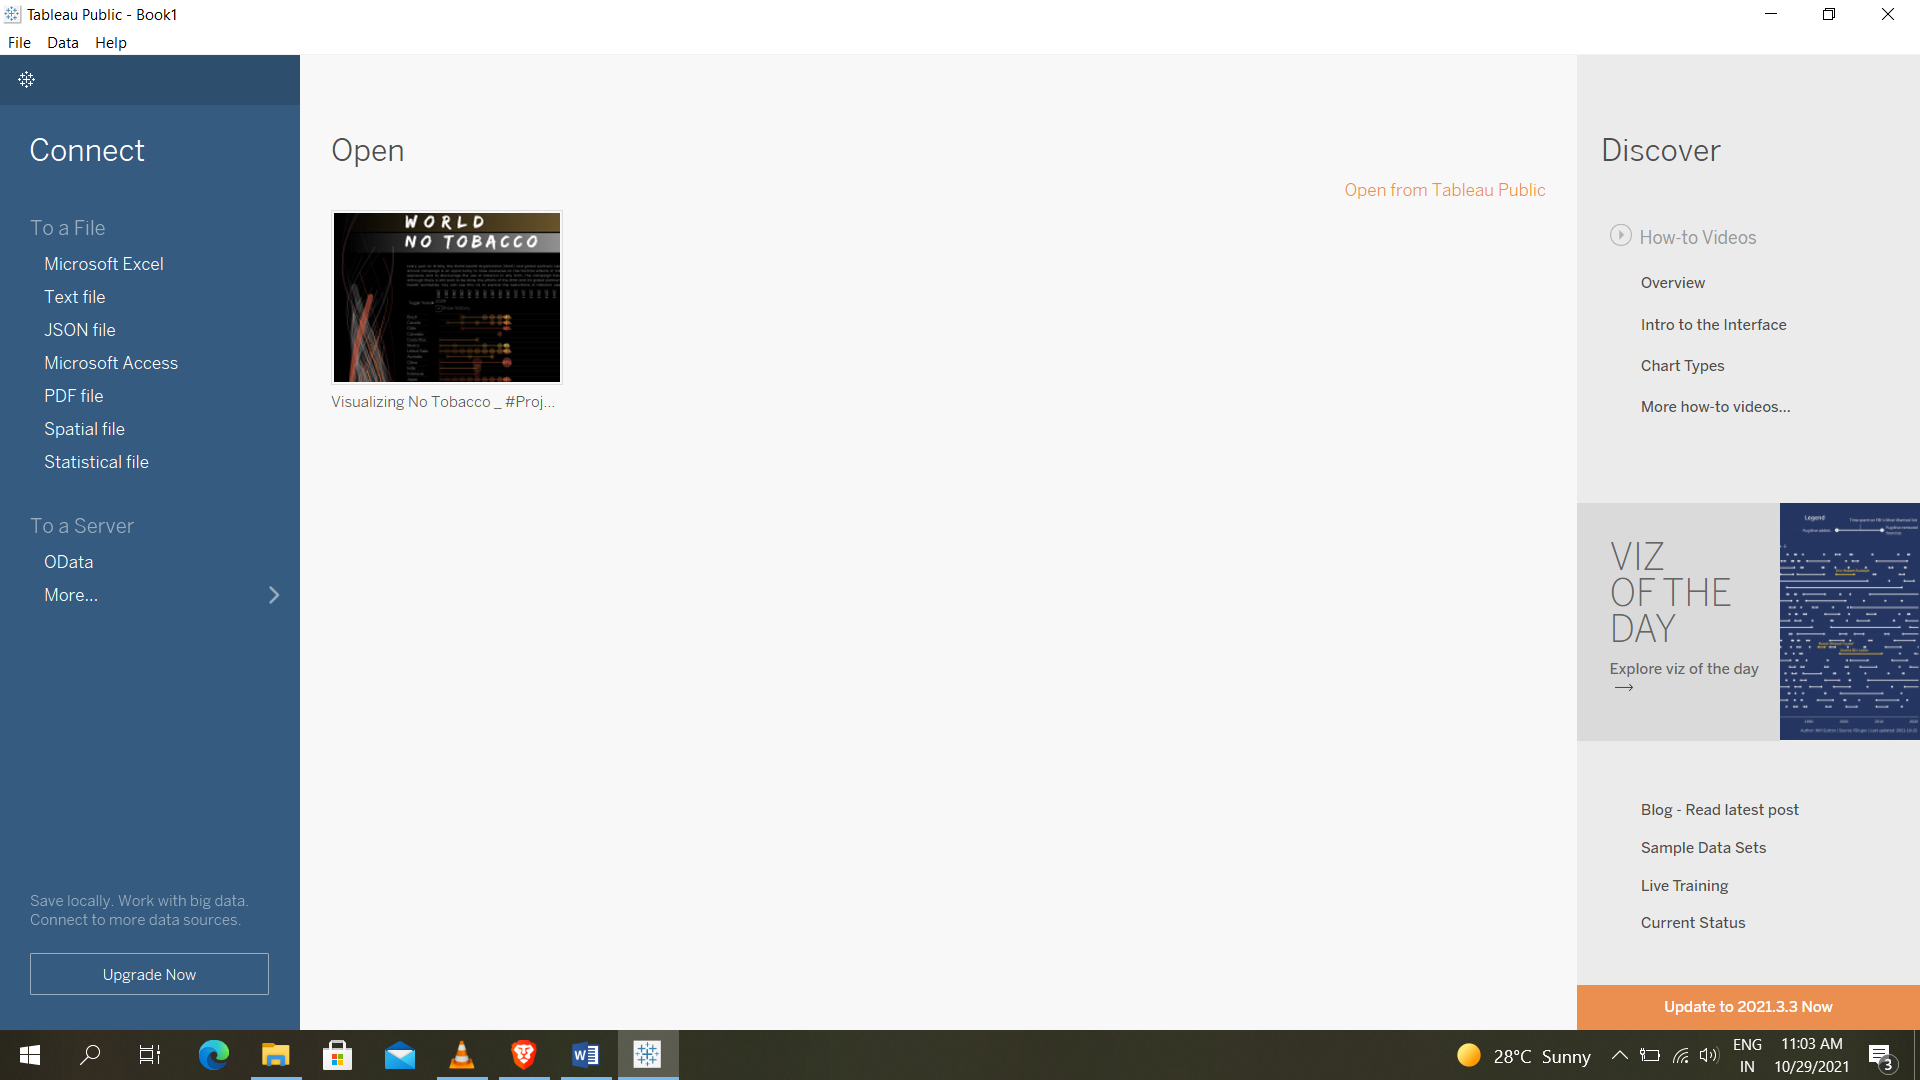 Tableau Public - Book1
File Data Help
Connect
To a File
Microsoft Excel
Text file
JSON file
Microsoft Access
PDF file
Spatial file
Statistical file
To a Server
OData
More...
Save locally. Work with big data.
Connect to more data sources.
Upgrade Now
Open
Open from Tableau Public
WORLD
NO TOBACCO
Visualizing No Tobacco _ #Proj...
Discover
How-to Videos
Overview
Intro to the Interface
Chart Types
More how-to videos...
VIZ
OF THE
DAY
Explore viz of the day
Legend
Blog - Read latest post
Sample Data Sets
Live Training
Current Status
Update to 2021.3.3 Now
28°C Sunny
ENG
IN
11:03 AM
10/29/2021
3